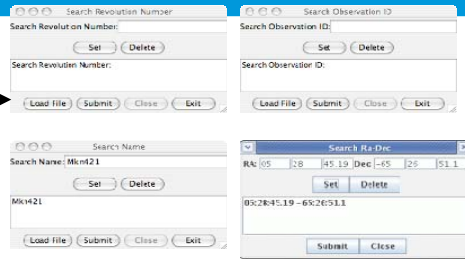 Search Revolution Number
Search Revolution Number:
Set Delete
Search Revolution Number:
Load File Submit Close Exit
Search Observation ID
Search Observation ID:
Set Delete
Search Observation ID:
Load File Submit Close Exit
Search Name
Search Name: Mkn421
Set Delete
Mkn421
Load File Submit Close Exit
Search Ra-Dec
RA: 05 28 45.19 Dec -65 26 51.1
Set Delete
05:28:45.19 -65:26:51.1
Submit Close